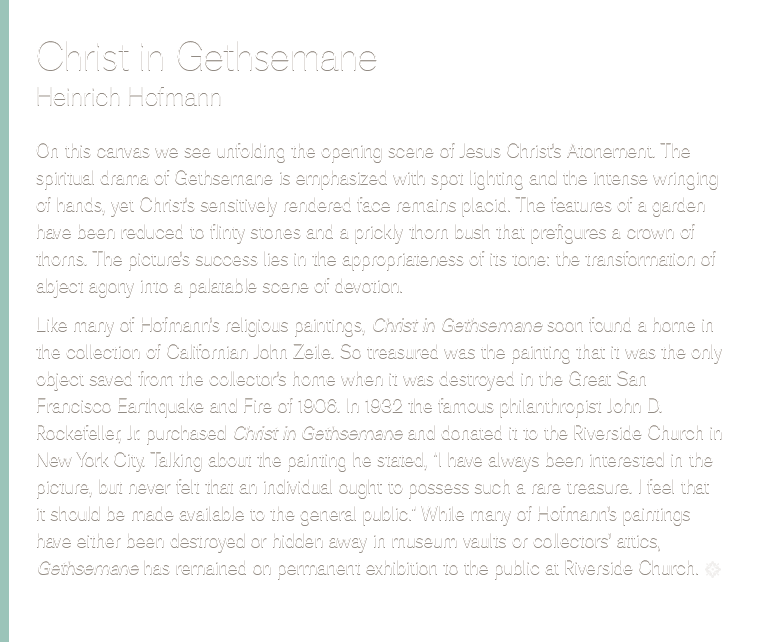 Christ in Gethsemane
Heinrich Hofmann
On this canvas we see unfolding the opening scene of Jesus Christ's Atonement. The
spiritual drama of Gethsemane is emphasized with spot lighting and the intense wringing
of hands, yet Christ's sensitively rendered face remains placid. The features of a garden
have been reduced to flinty stones and a prickly thorn bush that prefigures a crown of
thorns. The picture's success lies in the appropriateness of its tone: the transformation of
abject agony into a palatable scene of devotion.
Like many of Hofmann's religious paintings, Christ in Gethsemane soon found a home in
the collection of Californian John Zeile. So treasured was the painting that it was the only
object saved from the collector's home when it was destroyed in the Great San
Francisco Earthquake and Fire of 1906. In 1932 the famous philanthropist John D.
Rockefeller, Jr. purchased Christ in Gethsemane and donated it to the Riverside Church in
New York City. Talking about the painting he stated, "I have always been interested in the
picture, but never felt that an individual ought to possess such a rare treasure. I feel that
it should be made available to the general public." While many of Hofmann's paintings
have either been destroyed or hidden away in museum vaults or collectors' attics,
Gethsemane has remained on permanent exhibition to the public at Riverside Church.